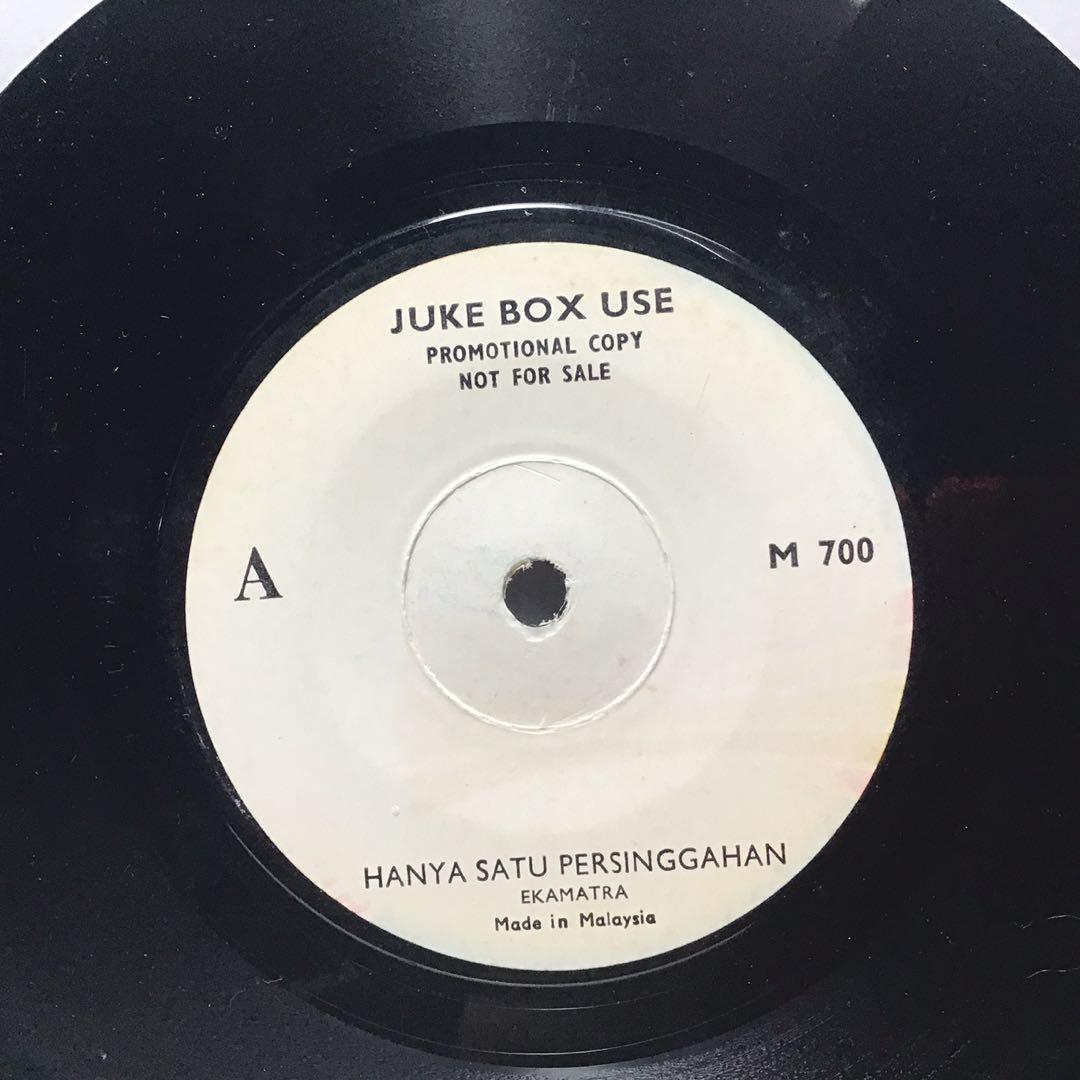 JUKE BOX USE
PROMOTIONAL COPY
NOT FOR SALE
A
M 700
HANYA SATU PERSINGGAHAN
EKAMATRA
Made in Malaysia